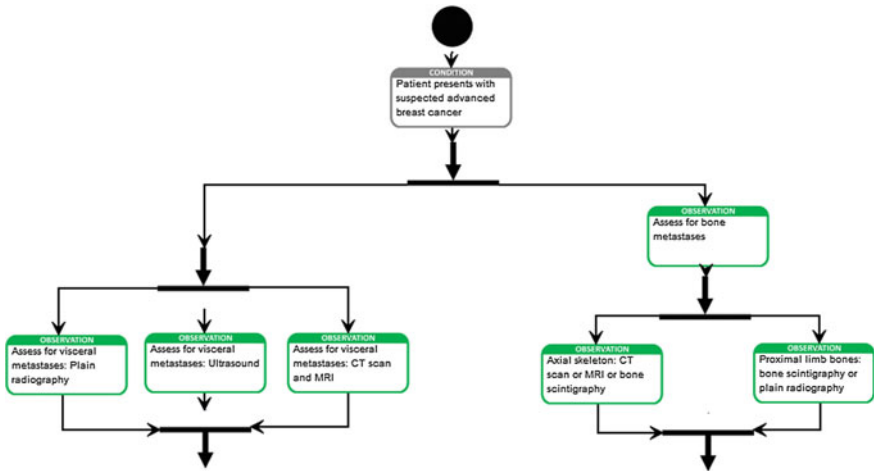 CONDITION
Patient presents with
suspected advanced
breast cancer
OBSERVATION
Assess for bone
metastases
OBSERVATION
Assess for visceral
metastases: Plain
radiography
OBSERVATION
Assess for visceral
metastases: Ultrasound
OBSERVATION
Assess for visceral
metastases: CT scan
and MRI
OBSERVATION
Axial skeleton: CT
scan or MRI or bone
scintigraphy
OBSERVATION
Proximal limb bones:
bone scintigraphy or
plain radiography